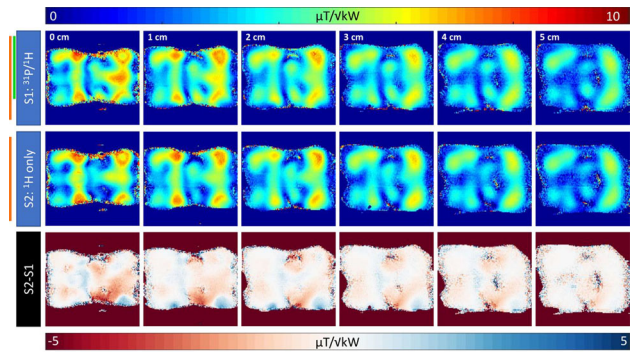 0 µT/√kW 10
0 cm 1 cm 2 cm 3 cm 4 cm 5 cm
S1: ³¹P/¹H
S2: ¹H only
S2-S1
-5 µT/√kW 5